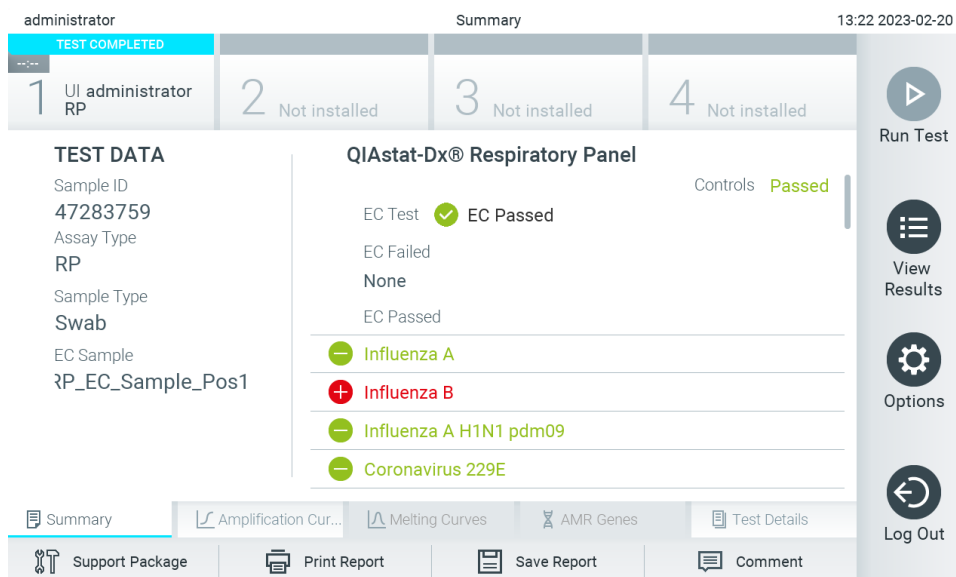 administrator Summary 13:22 2023-02-20
TEST COMPLETED
--:--
1 UI administrator
RP
2 Not installed
3 Not installed
4 Not installed
Run Test
TEST DATA
Sample ID
47283759
Assay Type
RP
Sample Type
Swab
EC Sample
RP_EC_Sample_Pos1
QIAstat-Dx® Respiratory Panel
Controls Passed
EC Test EC Passed
EC Failed
None
EC Passed
Influenza A
Influenza B
Influenza A H1N1 pdm09
Coronavirus 229E
View
Results
Options
Log Out
Summary Amplification Cur... Melting Curves AMR Genes Test Details
Support Package Print Report Save Report Comment